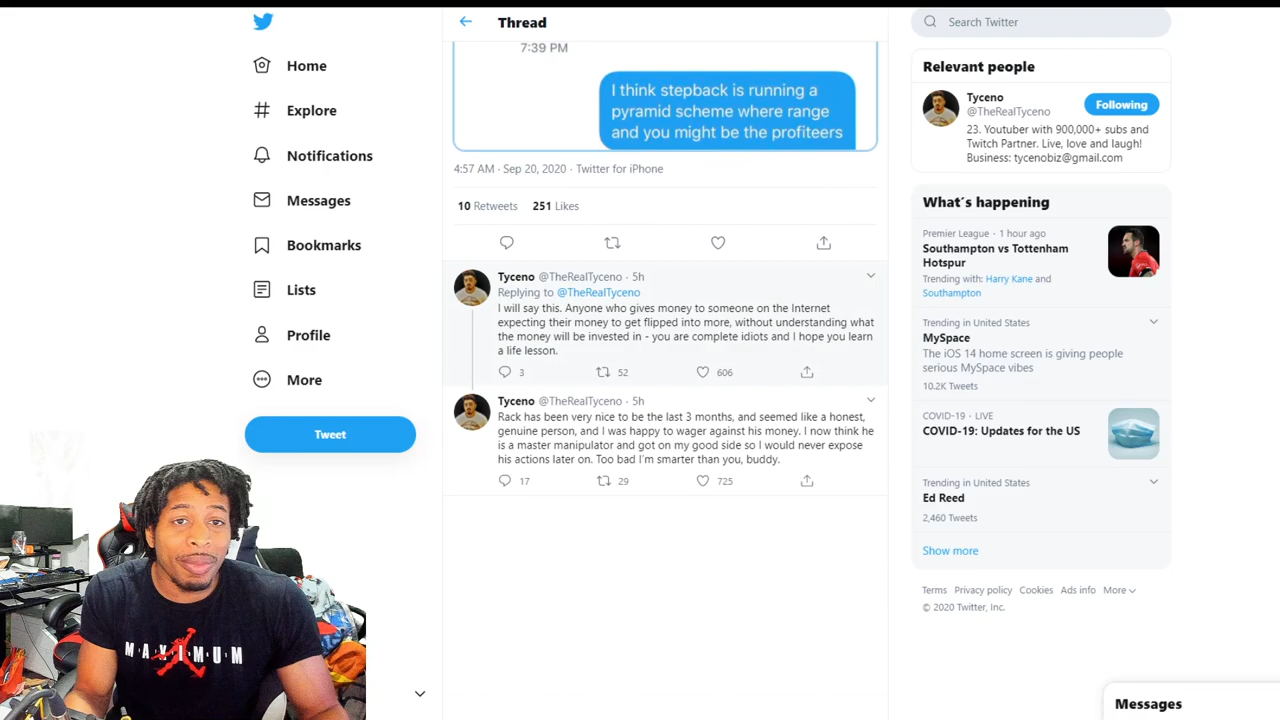 Home
Explore
Notifications
Messages
Bookmarks
Lists
Profile
More
Tweet
MAXIMUM
Thread
7:39 PM
I think stepback is running a
pyramid scheme where range
and you might be the profiteers
4:57 AM · Sep 20, 2020 · Twitter for iPhone
10 Retweets 251 Likes
Tyceno @TheRealTyceno · 5h
Replying to @TheRealTyceno
I will say this. Anyone who gives money to someone on the Internet
expecting their money to get flipped into more, without understanding what
the money will be invested in - you are complete idiots and I hope you learn
a life lesson.
3 52 606
Tyceno @TheRealTyceno · 5h
Rack has been very nice to be the last 3 months, and seemed like a honest,
genuine person, and I was happy to wager against his money. I now think he
is a master manipulator and got on my good side so I would never expose
his actions later on. Too bad I'm smarter than you, buddy.
17 29 725
Search Twitter
Relevant people
Tyceno
@TheRealTyceno
Following
23. Youtuber with 900,000+ subs and
Twitch Partner. Live, love and laugh!
Business: tycenobiz@gmail.com
What's happening
Premier League · 1 hour ago
Southampton vs Tottenham
Hotspur
Trending with: Harry Kane and
Southampton
Trending in United States
MySpace
The iOS 14 home screen is giving people
serious MySpace vibes
10.2K Tweets
COVID-19 · LIVE
COVID-19: Updates for the US
Trending in United States
Ed Reed
2,460 Tweets
Show more
Terms Privacy policy Cookies Ads info More
© 2020 Twitter, Inc.
Messages